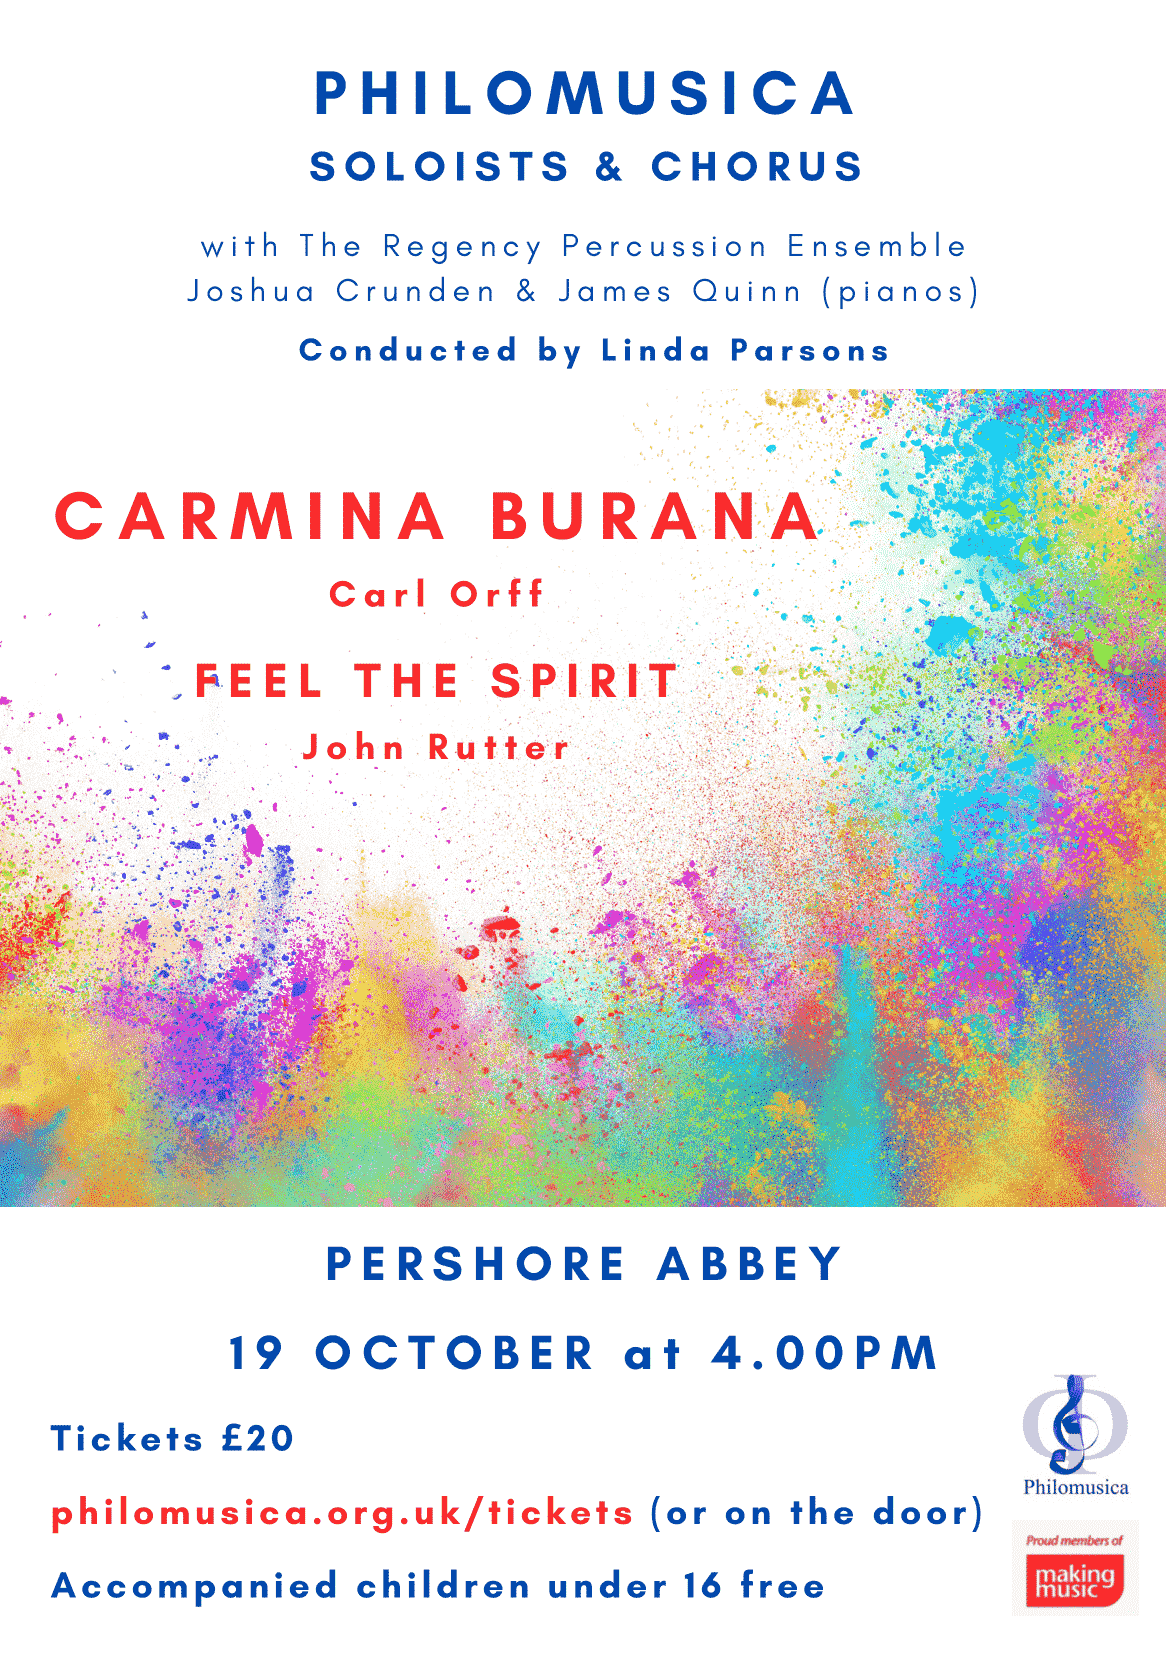 PHILOMUSICA
SOLOISTS & CHORUS
with The Regency Percussion Ensemble
Joshua Crunden & James Quinn (pianos)
Conducted by Linda Parsons
CARMINA BURANA
Carl Orff
FEEL THE SPIRIT
John Rutter
PERSHORE ABBEY
19 OCTOBER at 4.00PM
Tickets £20
philomusica.org.uk/tickets (or on the door)
Accompanied children under 16 free
Philomusica
Proud members of
making
music